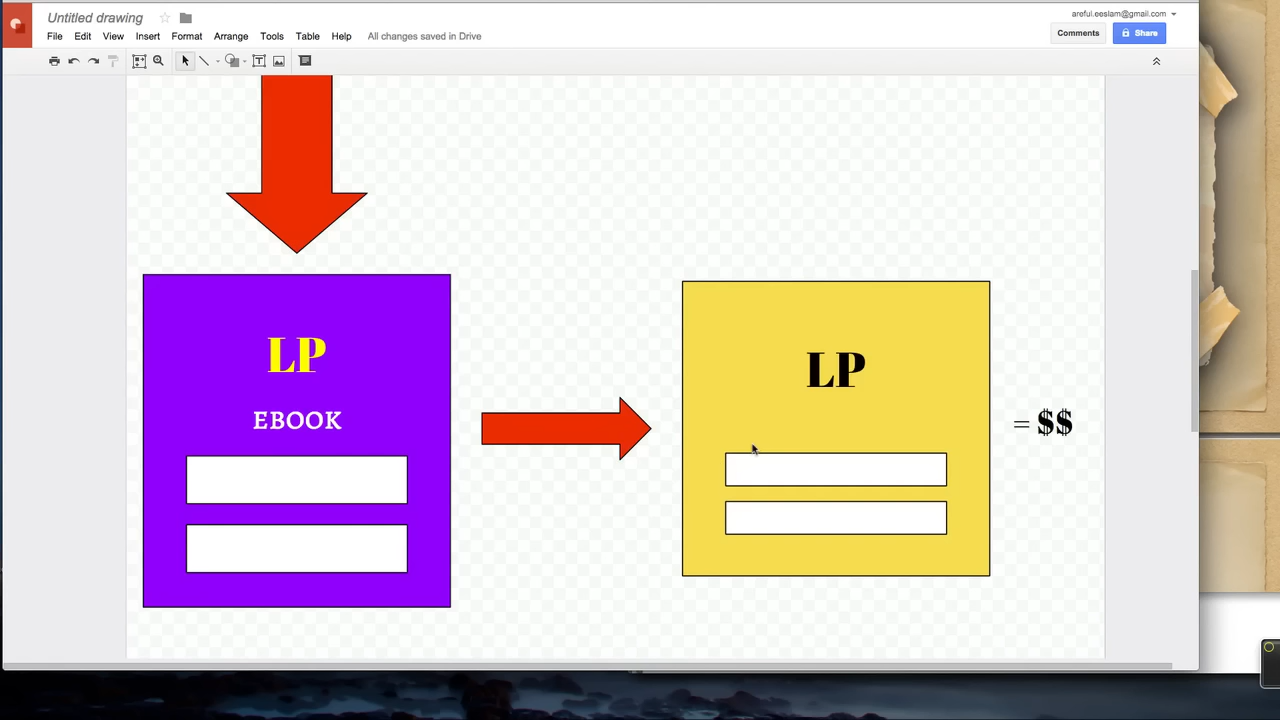 Untitled drawing
areful.eeslam@gmail.com
File Edit View Insert Format Arrange Tools Table Help All changes saved in Drive
Comments
Share
LP
EBOOK
LP
= $$